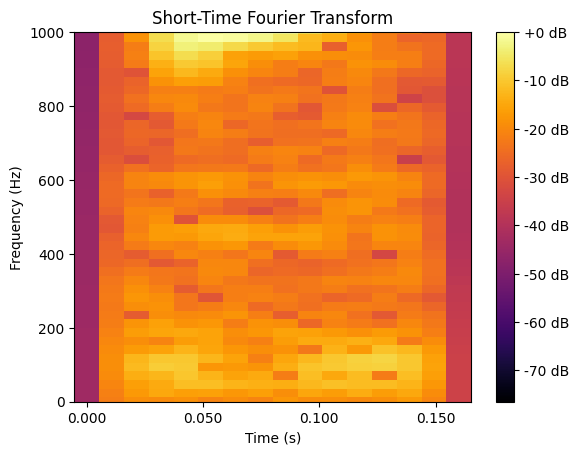 Short-Time Fourier Transform
Frequency (Hz)
1000
800
600
400
200
0
0.000
0.050
0.100
0.150
Time (s)
+0 dB
-10 dB
-20 dB
-30 dB
-40 dB
-50 dB
-60 dB
-70 dB